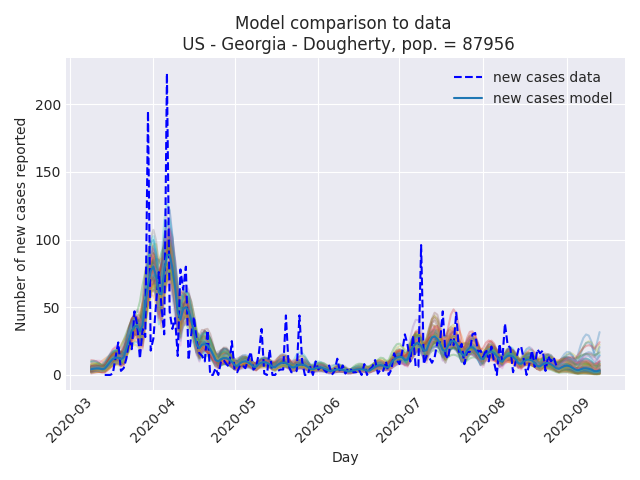 Model comparison to data
US - Georgia - Dougherty, pop. = 87956
new cases data
new cases model
Number of new cases reported
200
150
100
50
0
2020-03
2020-04
2020-05
2020-06
2020-07
2020-08
2020-09
Day